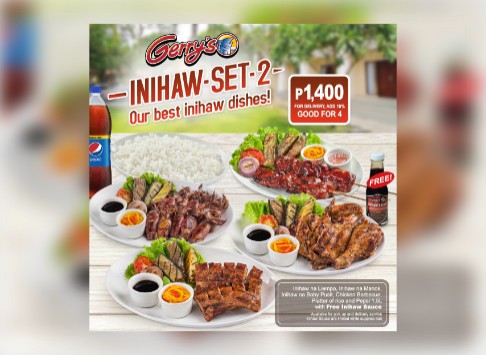 Gerry's
INIHAW-SET-2
Our best inihaw dishes!
₱1,400
FOR DELIVERY, ADD 10%
GOOD FOR 4
PEPSI
FREE!
Inihaw na Liempo, Inihaw na Manok,
Inihaw na Baby Pusit, Chicken Barbecue,
Platter of rice and Pepsi 1.5L
with Free Inihaw Sauce